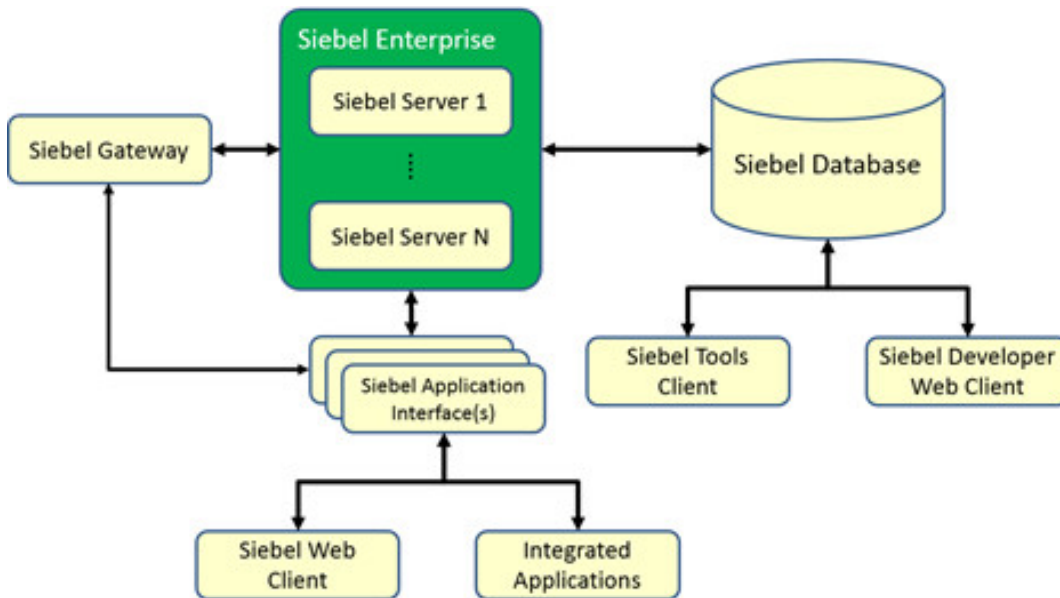 Siebel Enterprise
Siebel Server 1
Siebel Server N
Siebel Gateway
Siebel Database
Siebel Application
Interface(s)
Siebel Tools
Client
Siebel Developer
Web Client
Siebel Web
Client
Integrated
Applications